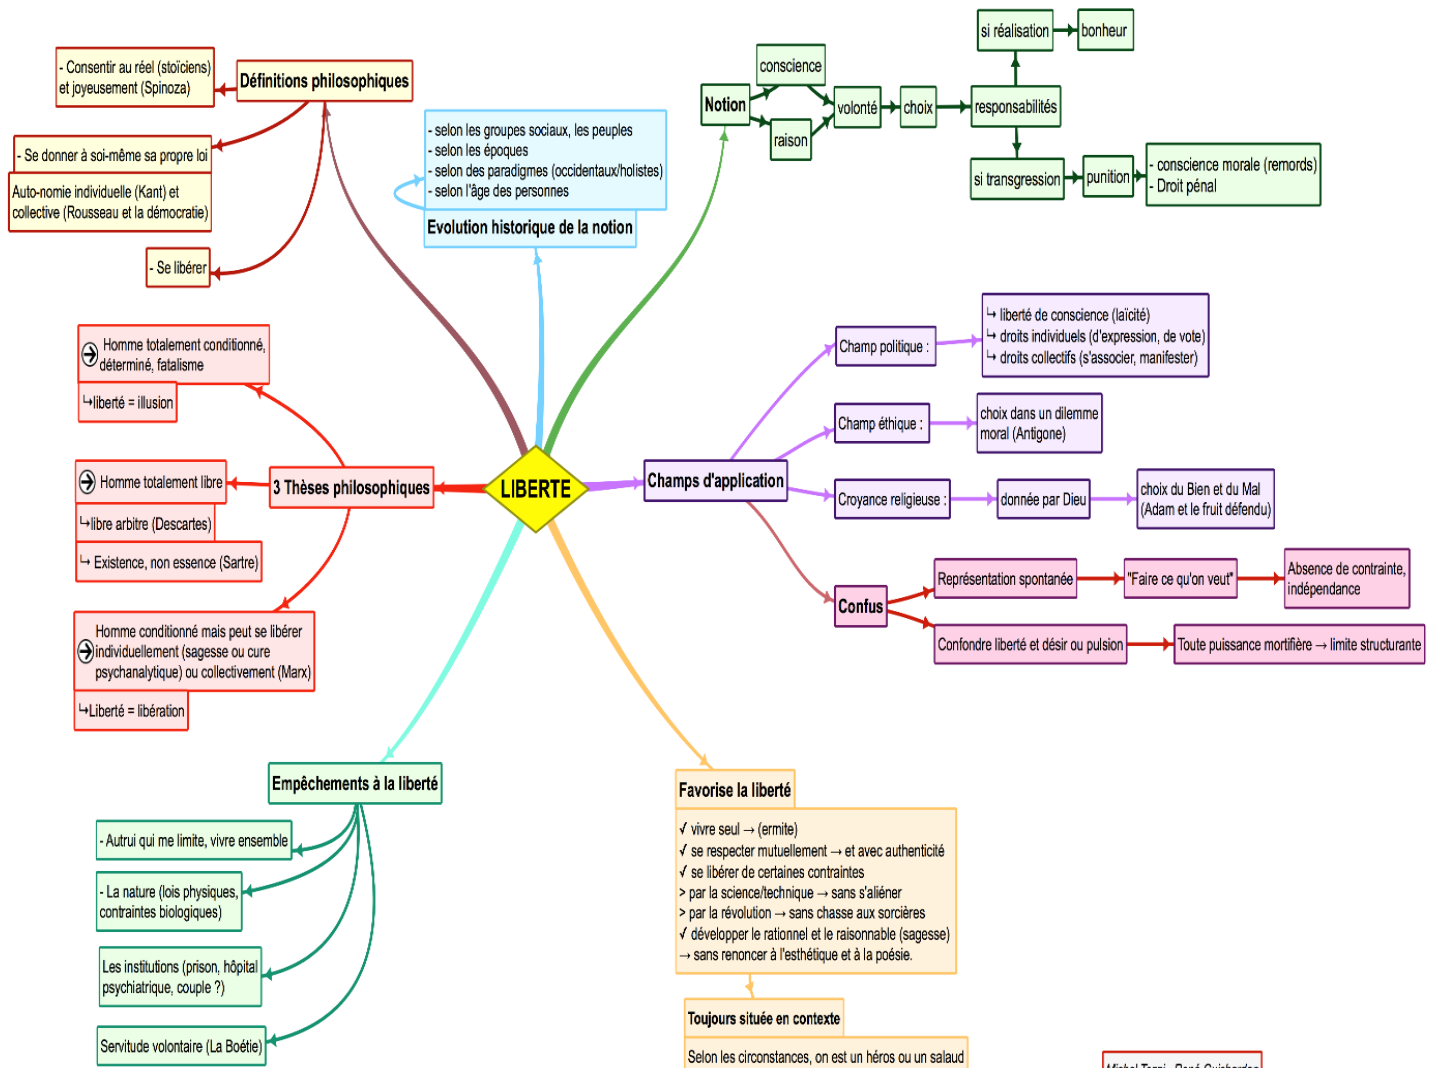 Définitions philosophiques
- Consentir au réel (stoïciens)
et joyeusement (Spinoza)
- Se donner à soi-même sa propre loi
Auto-nomie individuelle (Kant) et
collective (Rousseau et la démocratie)
- Se libérer
- selon les groupes sociaux, les peuples
- selon les époques
- selon des paradigmes (occidentaux/holistes)
- selon l'âge des personnes
Evolution historique de la notion
Notion
conscience
raison
volonté
choix
responsabilités
si réalisation
bonheur
si transgression
punition
- conscience morale (remords)
- Droit pénal
LIBERTE
3 Thèses philosophiques
Homme totalement conditionné,
déterminé, fatalisme
↳liberté = illusion
Homme totalement libre
↳libre arbitre (Descartes)
↳ Existence, non essence (Sartre)
Homme conditionné mais peut se libérer
individuellement (sagesse ou cure
psychanalytique) ou collectivement (Marx)
↳Liberté = libération
Champs d'application
Champ politique :
↳ liberté de conscience (laïcité)
↳ droits individuels (d'expression, de vote)
↳ droits collectifs (s'associer, manifester)
Champ éthique :
choix dans un dilemme
moral (Antigone)
Croyance religieuse :
donnée par Dieu
choix du Bien et du Mal
(Adam et le fruit défendu)
Confus
Représentation spontanée
"Faire ce qu'on veut"
Absence de contrainte,
indépendance
Confondre liberté et désir ou pulsion
Toute puissance mortifière → limite structurante
Empêchements à la liberté
- Autrui qui me limite, vivre ensemble
- La nature (lois physiques,
contraintes biologiques)
Les institutions (prison, hôpital
psychiatrique, couple ?)
Servitude volontaire (La Boétie)
Favorise la liberté
✓ vivre seul → (ermite)
✓ se respecter mutuellement → et avec authenticité
✓ se libérer de certaines contraintes
> par la science/technique → sans s'aliéner
> par la révolution → sans chasse aux sorcières
✓ développer le rationnel et le raisonnable (sagesse)
→ sans renoncer à l'esthétique et à la poésie.
Toujours située en contexte
Selon les circonstances, on est un héros ou un salaud